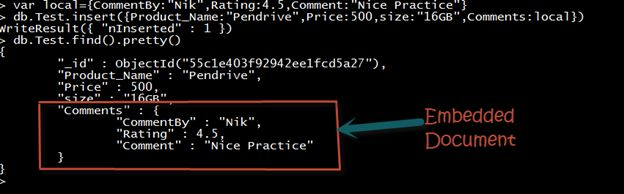 > var local={CommentBy:"Nik",Rating:4.5,Comment:"Nice Practice"}
> db.Test.insert({Product_Name:"Pendrive",Price:500,size:"16GB",Comments:local})
WriteResult({ "nInserted" : 1 })
> db.Test.find().pretty()
{
"_id" : ObjectId("55c1e403f92942ee1fcd5a27"),
"Product_Name" : "Pendrive",
"Price" : 500,
"size" : "16GB",
"Comments" : {
"CommentBy" : "Nik",
"Rating" : 4.5,
"Comment" : "Nice Practice"
}
}
>
Embedded
Document